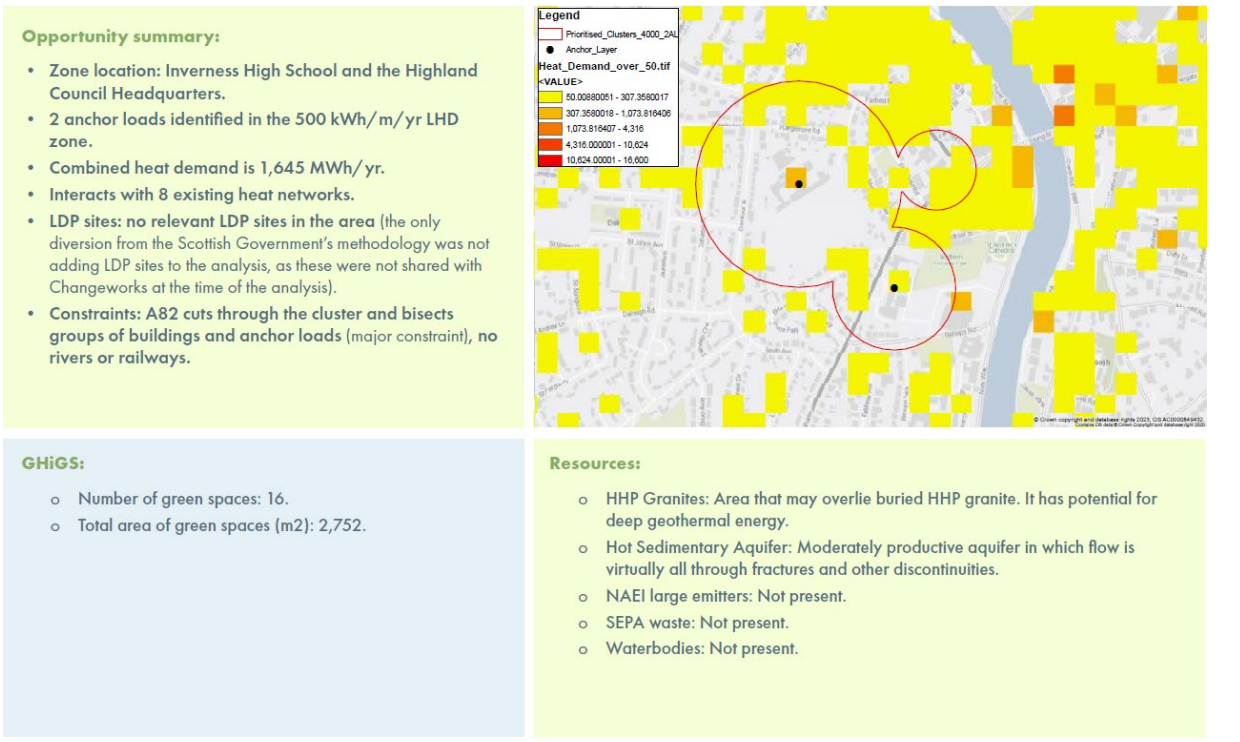 Opportunity summary:
• Zone location: Inverness High School and the Highland
Council Headquarters.
• 2 anchor loads identified in the 500 kWh/m/yr LHD
zone.
• Combined heat demand is 1,645 MWh/yr.
• Interacts with 8 existing heat networks.
• LDP sites: no relevant LDP sites in the area (the only
diversion from the Scottish Government’s methodology was not
adding LDP sites to the analysis, as these were not shared with
Changeworks at the time of the analysis).
• Constraints: A82 cuts through the cluster and bisects
groups of buildings and anchor loads (major constraint), no
rivers or railways.
Legend
Prioritised_Clusters_4000_2AL
Anchor_Layer
Heat_Demand_over_50.tif
<VALUE>
50.00880051 - 307.3580017
307.3580018 - 1,073.816406
1,073.816407 - 4,316
4,316.000001 - 10,624
10,624.00001 - 16,600
St Johns Ave
GHiGS:
o Number of green spaces: 16.
o Total area of green spaces (m2): 2,752.
Resources:
o HHP Granites: Area that may overlie buried HHP granite. It has potential for
deep geothermal energy.
o Hot Sedimentary Aquifer: Moderately productive aquifer in which flow is
virtually all through fractures and other discontinuities.
o NAEI large emitters: Not present.
o SEPA waste: Not present.
o Waterbodies: Not present.